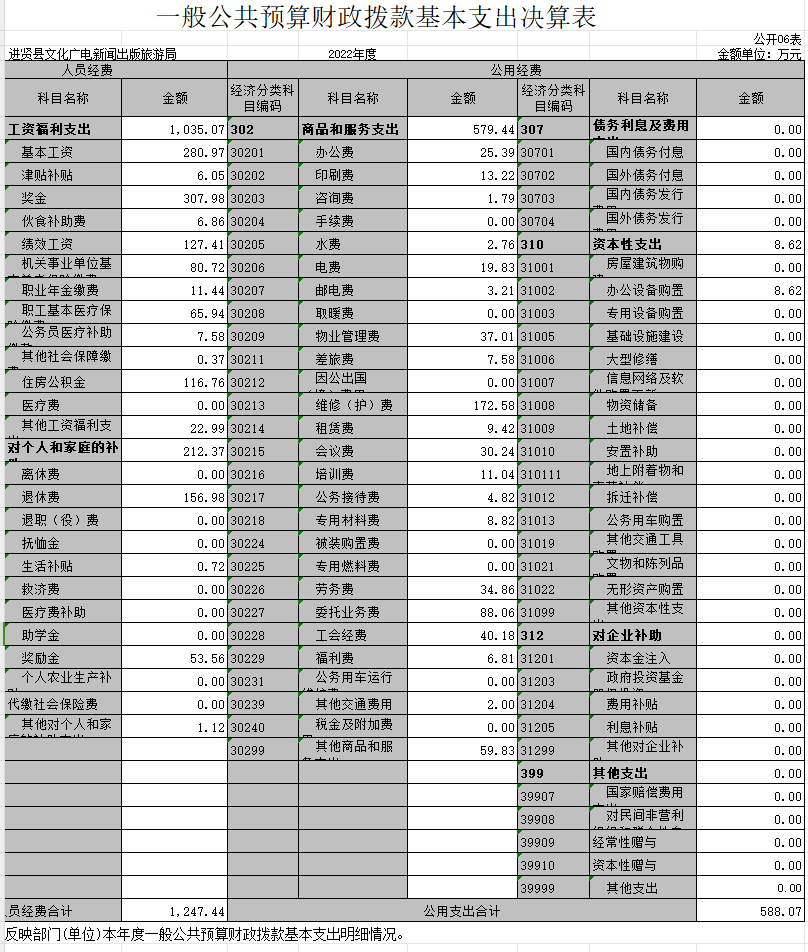 一般公共预算财政拨款基本支出决算表
公开06表
进贤县文化广电新闻出版旅游局 2022年度 金额单位：万元
人员经费 公用经费
科目名称 金额 经济分类科目编码 科目名称 金额 经济分类科目编码 科目名称 金额
工资福利支出 1,035.07 302 商品和服务支出 579.44 307 债务利息及费用 0.00
基本工资 280.97 30201 办公费 25.39 30701 国内债务付息 0.00
津贴补贴 6.05 30202 印刷费 13.22 30702 国外债务付息 0.00
奖金 307.98 30203 咨询费 1.79 30703 国内债务发行 0.00
伙食补助费 6.86 30204 手续费 0.00 30704 国外债务发行 0.00
绩效工资 127.41 30205 水费 2.76 310 资本性支出 8.62
机关事业单位基 80.72 30206 电费 19.83 31001 房屋建筑物购 0.00
职业年金缴费 11.44 30207 邮电费 3.21 31002 办公设备购置 8.62
职工基本医疗保 65.94 30208 取暖费 0.00 31003 专用设备购置 0.00
公务员医疗补助 7.58 30209 物业管理费 37.01 31005 基础设施建设 0.00
其他社会保障缴 0.37 30211 差旅费 7.58 31006 大型修缮 0.00
住房公积金 116.76 30212 因公出国 0.00 31007 信息网络及软 0.00
医疗费 0.00 30213 维修（护）费 172.58 31008 物资储备 0.00
其他工资福利支 22.99 30214 租赁费 9.42 31009 土地补偿 0.00
对个人和家庭的补 212.37 30215 会议费 30.24 31010 安置补助 0.00
离休费 0.00 30216 培训费 11.04 310111 地上附着物和 0.00
退休费 156.98 30217 公务接待费 4.82 31012 拆迁补偿 0.00
退职（役）费 0.00 30218 专用材料费 8.82 31013 公务用车购置 0.00
抚恤金 0.00 30224 被装购置费 0.00 31019 其他交通工具 0.00
生活补贴 0.72 30225 专用燃料费 0.00 31021 文物和陈列品 0.00
救济费 0.00 30226 劳务费 34.86 31022 无形资产购置 0.00
医疗费补助 0.00 30227 委托业务费 88.06 31099 其他资本性支 0.00
助学金 0.00 30228 工会经费 40.18 312 对企业补助 0.00
奖励金 53.56 30229 福利费 6.81 31201 资本金注入 0.00
个人农业生产补 0.00 30231 公务用车运行 0.00 31203 政府投资基金 0.00
代缴社会保险费 0.00 30239 其他交通费用 2.00 31204 费用补贴 0.00
其他对个人和家 1.12 30240 税金及附加费 0.00 31205 利息补贴 0.00
30299 其他商品和服 59.83 31299 其他对企业补 0.00
399 其他支出 0.00
39907 国家赔偿费用 0.00
39908 对民间非营利 0.00
39909 经常性赠与 0.00
39910 资本性赠与 0.00
39999 其他支出 0.00
员经费合计 1,247.44 公用支出合计 588.07
反映部门(单位)本年度一般公共预算财政拨款基本支出明细情况。